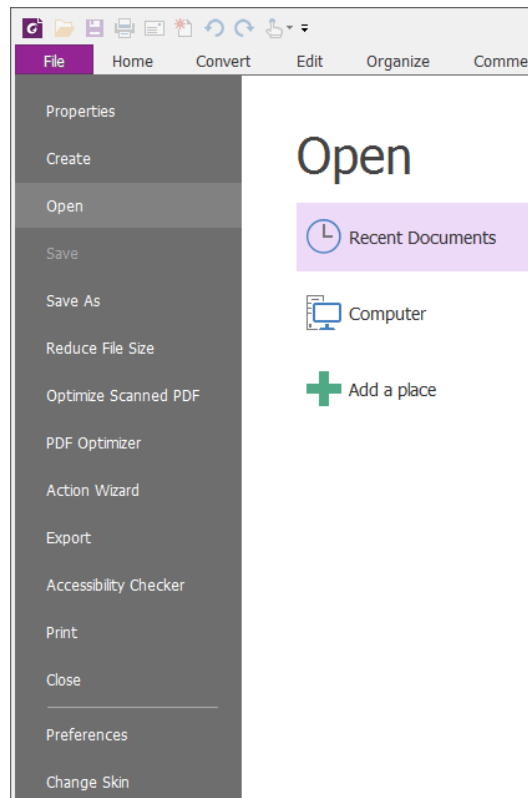 File Home Convert Edit Organize Comme
Properties
Create
Open
Save
Save As
Reduce File Size
Optimize Scanned PDF
PDF Optimizer
Action Wizard
Export
Accessibility Checker
Print
Close
Preferences
Change Skin
Open
Recent Documents
Computer
Add a place